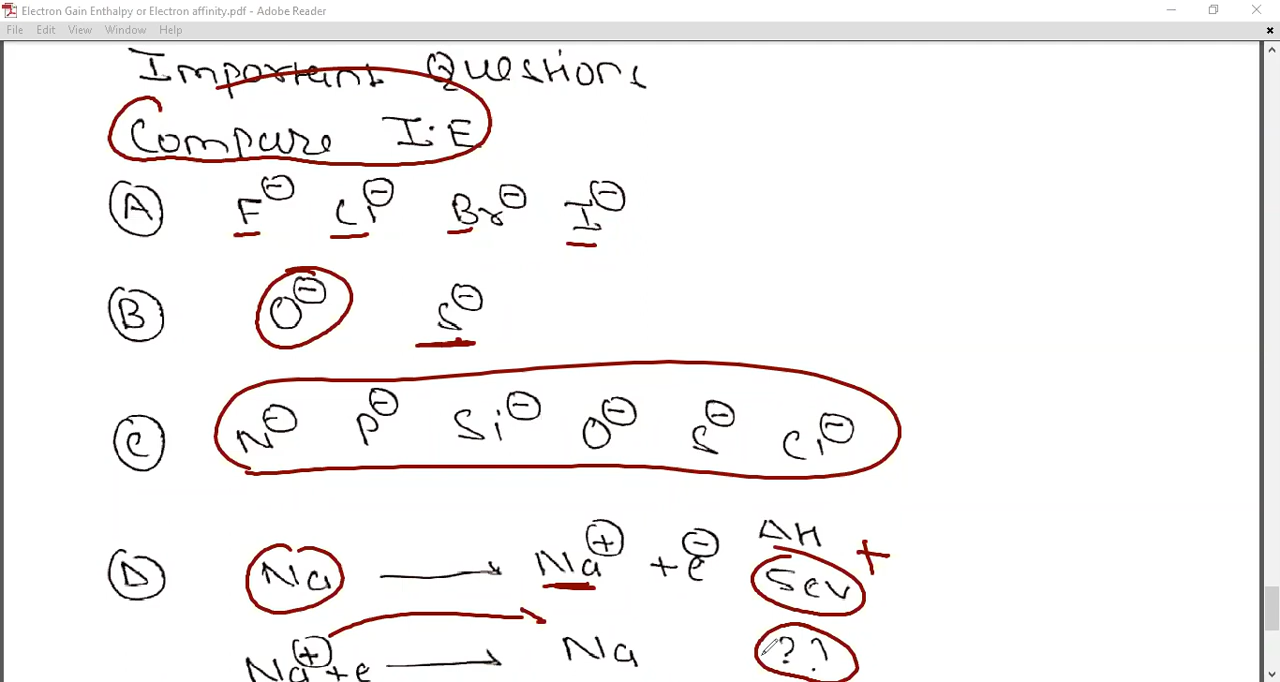 Electron Gain Enthalpy or Electron affinity.pdf - Adobe Reader
File Edit View Window Help
Important Questions
Compare I.E
(A) F⊖ Cl⊖ Br⊖ I⊖
(B) O⊖ S⊖
(C) N⊖ P⊖ Si⊖ O⊖ S⊖ Cl⊖
ΔH
(D) Na → Na⊕ + e⊖ 5ev +
Na⊕ + e → Na ??